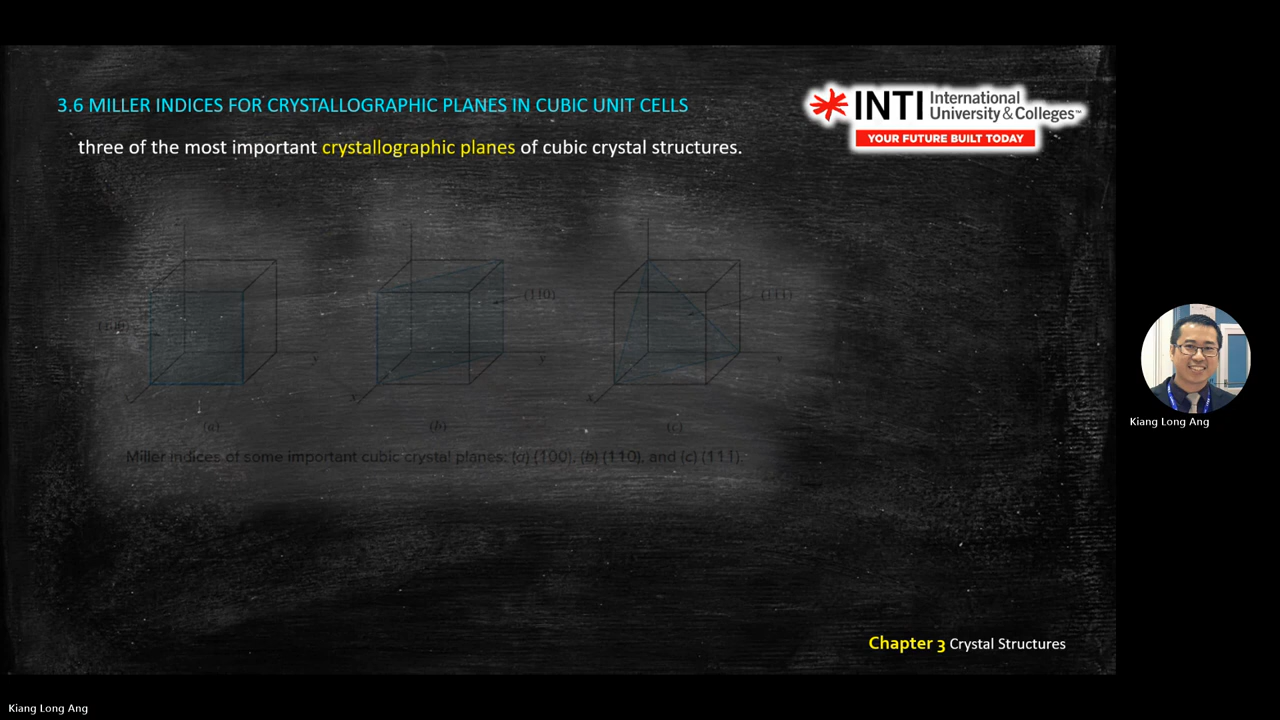 3.6 MILLER INDICES FOR CRYSTALLOGRAPHIC PLANES IN CUBIC UNIT CELLS
INTI International University & Colleges™
YOUR FUTURE BUILT TODAY
three of the most important crystallographic planes of cubic crystal structures.
(110)
(111)
y
y
y
x
x
(a)
(b)
(c)
Miller indices of some important cubic crystal planes: (a) (100), (b) (110), and (c) (111).
Kiang Long Ang
Chapter 3 Crystal Structures
Kiang Long Ang